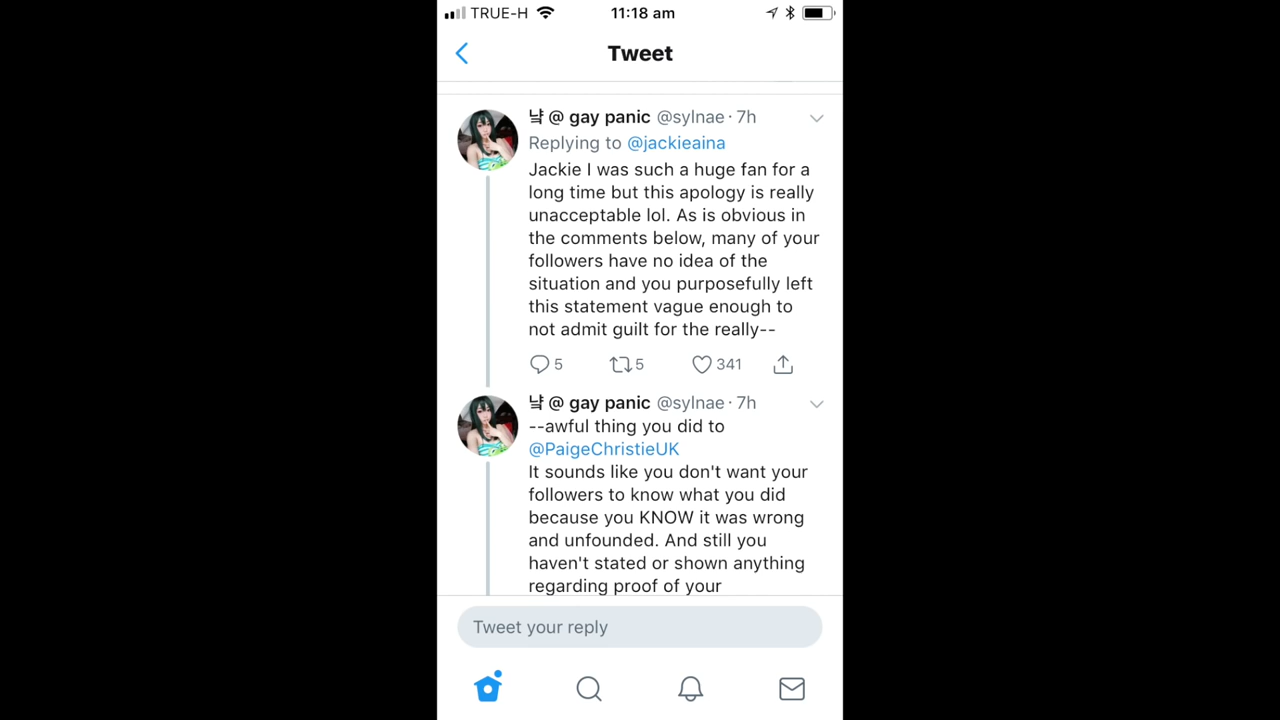 TRUE-H 11:18 am
Tweet
냨 @ gay panic @sylnae · 7h
Replying to @jackieaina
Jackie I was such a huge fan for a
long time but this apology is really
unacceptable lol. As is obvious in
the comments below, many of your
followers have no idea of the
situation and you purposefully left
this statement vague enough to
not admit guilt for the really--
5 5 341
@ gay panic @sylnae · 7h
--awful thing you did to
@PaigeChristieUK
It sounds like you don't want your
followers to know what you did
because you KNOW it was wrong
and unfounded. And still you
haven't stated or shown anything
regarding proof of your
Tweet your reply